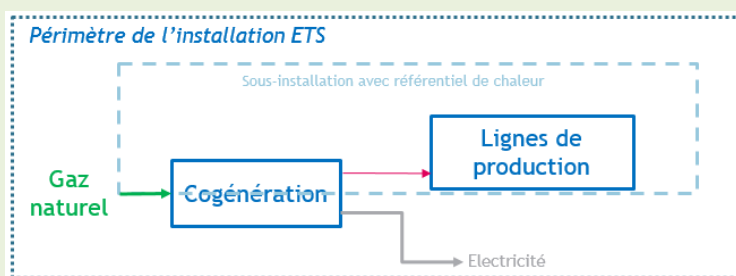 Périmètre de l'installation ETS
Sous-installation avec référentiel de chaleur
Lignes de
production
Gaz
naturel
Cogénération
Electricité